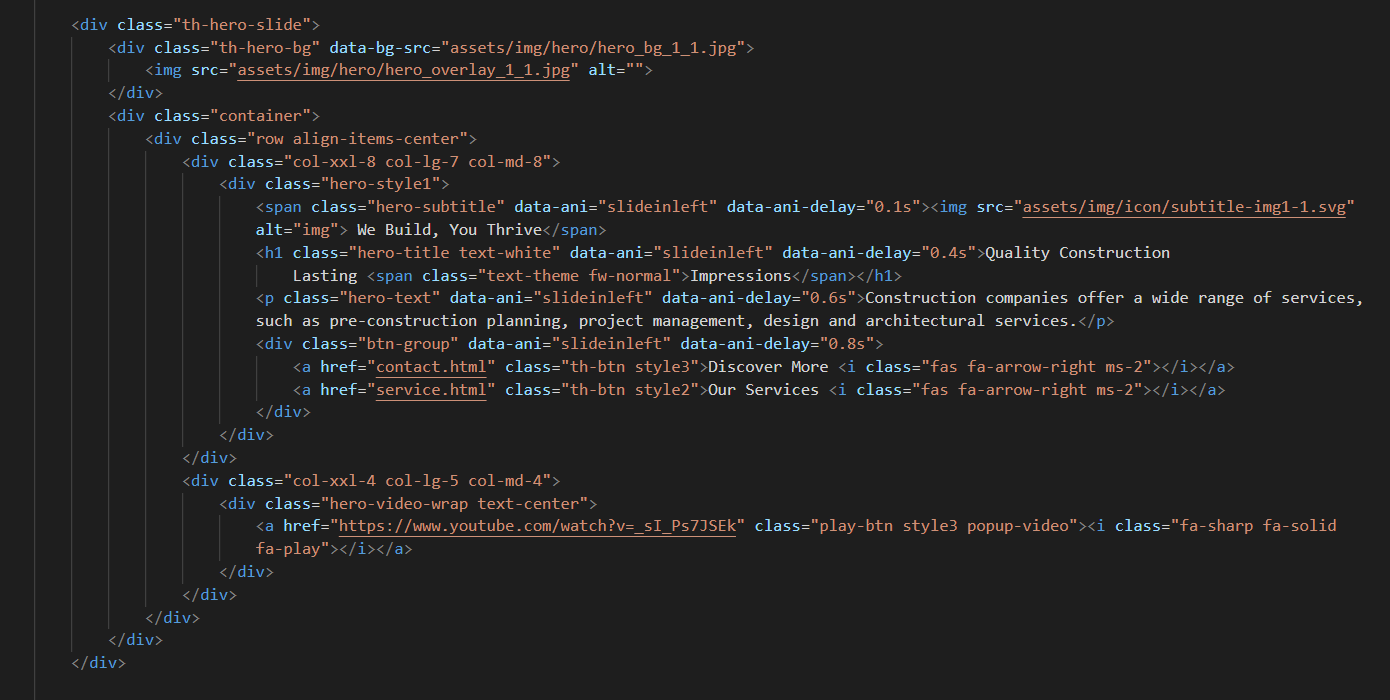 <div class="th-hero-slide">
<div class="th-hero-bg" data-bg-src="assets/img/hero/hero_bg_1_1.jpg">
<img src="assets/img/hero/hero_overlay_1_1.jpg" alt="">
</div>
<div class="container">
<div class="row align-items-center">
<div class="col-xxl-8 col-lg-7 col-md-8">
<div class="hero-style1">
<span class="hero-subtitle" data-ani="slideinleft" data-ani-delay="0.1s"><img src="assets/img/icon/subtitle-img1-1.svg"
alt="img"> We Build, You Thrive</span>
<h1 class="hero-title text-white" data-ani="slideinleft" data-ani-delay="0.4s">Quality Construction
Lasting <span class="text-theme fw-normal">Impressions</span></h1>
<p class="hero-text" data-ani="slideinleft" data-ani-delay="0.6s">Construction companies offer a wide range of services,
such as pre-construction planning, project management, design and architectural services.</p>
<div class="btn-group" data-ani="slideinleft" data-ani-delay="0.8s">
<a href="contact.html" class="th-btn style3">Discover More <i class="fas fa-arrow-right ms-2"></i></a>
<a href="service.html" class="th-btn style2">Our Services <i class="fas fa-arrow-right ms-2"></i></a>
</div>
</div>
</div>
<div class="col-xxl-4 col-lg-5 col-md-4">
<div class="hero-video-wrap text-center">
<a href="https://www.youtube.com/watch?v=_sI_Ps7JSEk" class="play-btn style3 popup-video"><i class="fa-sharp fa-solid
fa-play"></i></a>
</div>
</div>
</div>
</div>
</div>